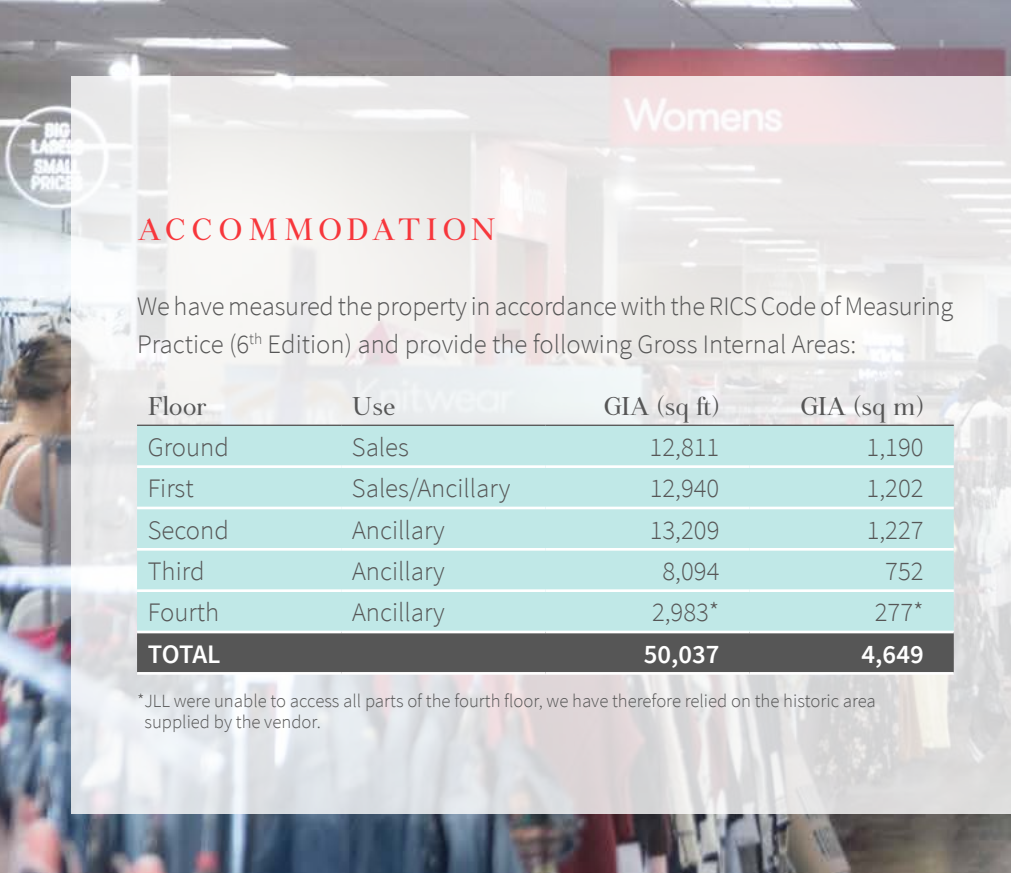 Womens
BIG
LABELS
SMALL
PRICES
ACCOMMODATION
We have measured the property in accordance with the RICS Code of Measuring
Practice (6th Edition) and provide the following Gross Internal Areas:
Knitwear
Floor Use GIA (sq ft) GIA (sq m)
Ground Sales 12,811 1,190
First Sales/Ancillary 12,940 1,202
Second Ancillary 13,209 1,227
Third Ancillary 8,094 752
Fourth Ancillary 2,983* 277*
TOTAL 50,037 4,649
*JLL were unable to access all parts of the fourth floor, we have therefore relied on the historic area
supplied by the vendor.